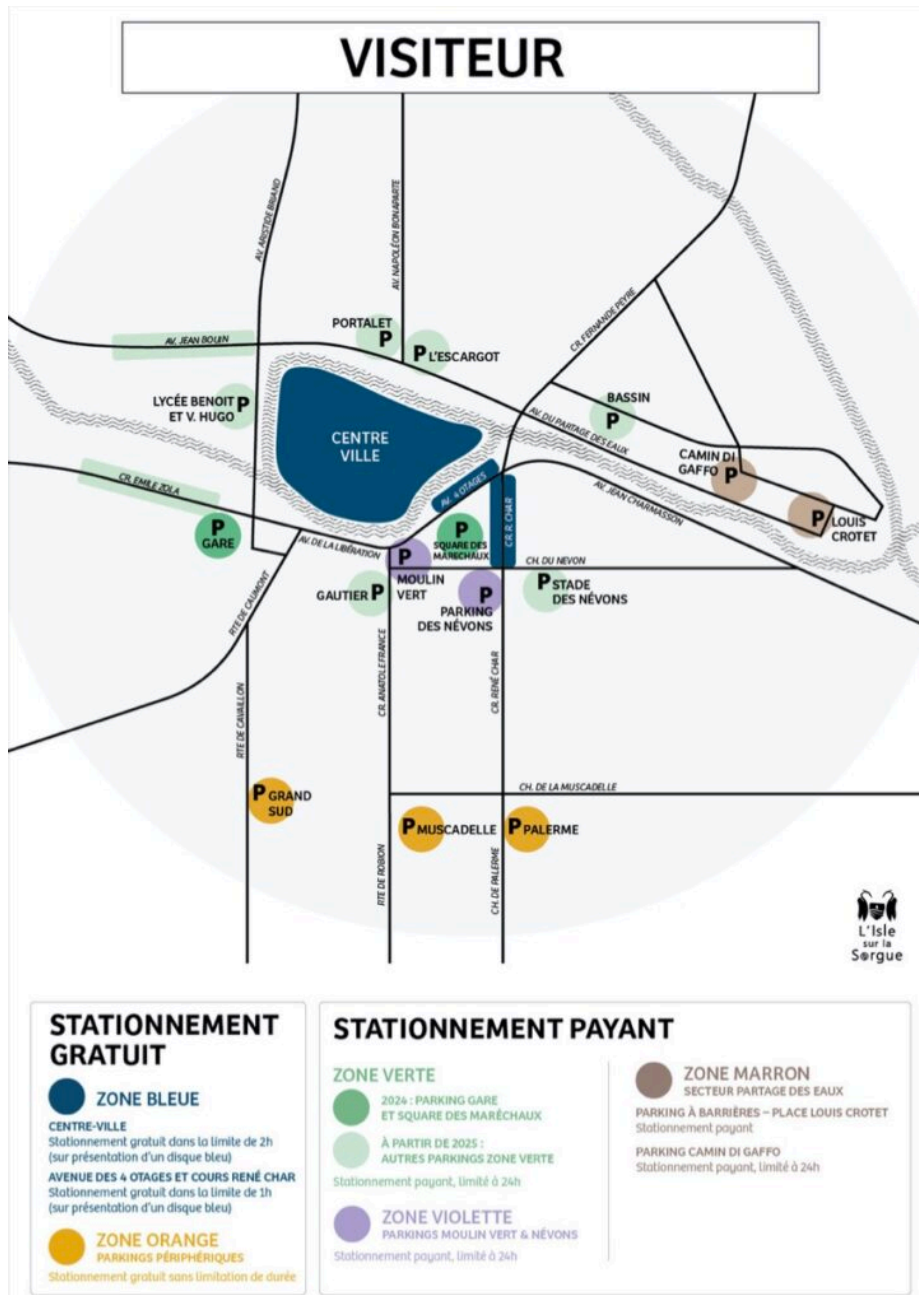 VISITEUR
AV. ARISTIDE BRIAND
AV. NAPOLÉON BONAPARTE
CR. FERNANDE PEYRE
PORTALET
P
P L'ESCARGOT
AV. JEAN BOUIN
LYCÉE BENOIT
ET V. HUGO
P
BASSIN
P
AV. DU PARTAGE DES EAUX
CENTRE
VILLE
CAMIN DI
GAFFO
P
CR. EMILE ZOLA
AV. 4 OTAGES
AV. JEAN CHARMASSON
P
LOUIS
CROTET
P
GARE
AV. DE LA LIBÉRATION
P
SQUARE DES
MARÉCHAUX
CR. R. CHAR
P
MOULIN
VERT
CH. DU NEVON
GAUTIER P
P
PARKING
DES NÉVONS
P STADE
DES NÉVONS
RTE DE CAUMONT
RTE DE CAVAILLON
CR. ANATOLE FRANCE
CR. RENÉ CHAR
P GRAND
SUD
CH. DE LA MUSCADELLE
P MUSCADELLE
P PALERME
RTE DE ROBION
CH. DE PALERME
L'Isle
sur la
Sorgue
STATIONNEMENT
GRATUIT
ZONE BLEUE
CENTRE-VILLE
Stationnement gratuit dans la limite de 2h
(sur présentation d'un disque bleu)
AVENUE DES 4 OTAGES ET COURS RENÉ CHAR
Stationnement gratuit dans la limite de 1h
(sur présentation d'un disque bleu)
ZONE ORANGE
PARKINGS PÉRIPHÉRIQUES
Stationnement gratuit sans limitation de durée
STATIONNEMENT PAYANT
ZONE VERTE
2024 : PARKING GARE
ET SQUARE DES MARÉCHAUX
À PARTIR DE 2025 :
AUTRES PARKINGS ZONE VERTE
Stationnement payant, limité à 24h
ZONE VIOLETTE
PARKINGS MOULIN VERT & NÉVONS
Stationnement payant, limité à 24h
ZONE MARRON
SECTEUR PARTAGE DES EAUX
PARKING À BARRIÈRES – PLACE LOUIS CROTET
Stationnement payant
PARKING CAMIN DI GAFFO
Stationnement payant, limité à 24h